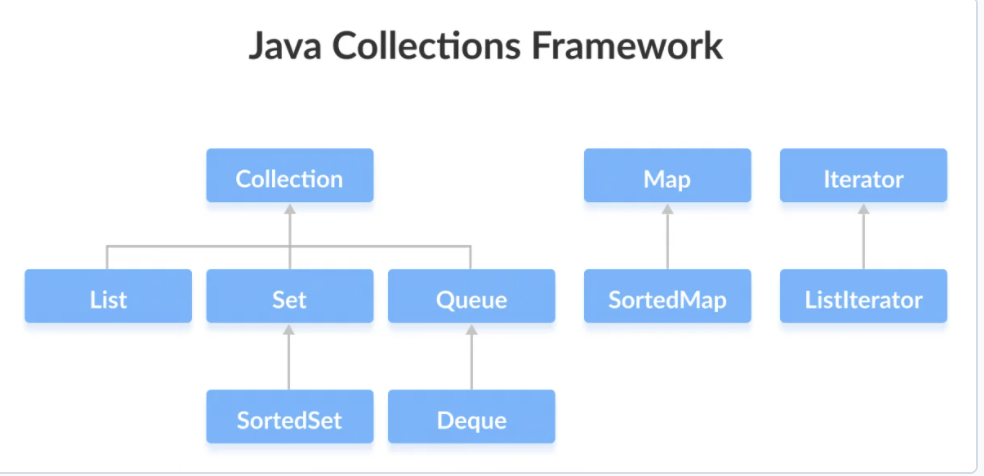 Java Collections Framework
Collection
Map
Iterator
List
Set
Queue
SortedMap
ListIterator
SortedSet
Deque